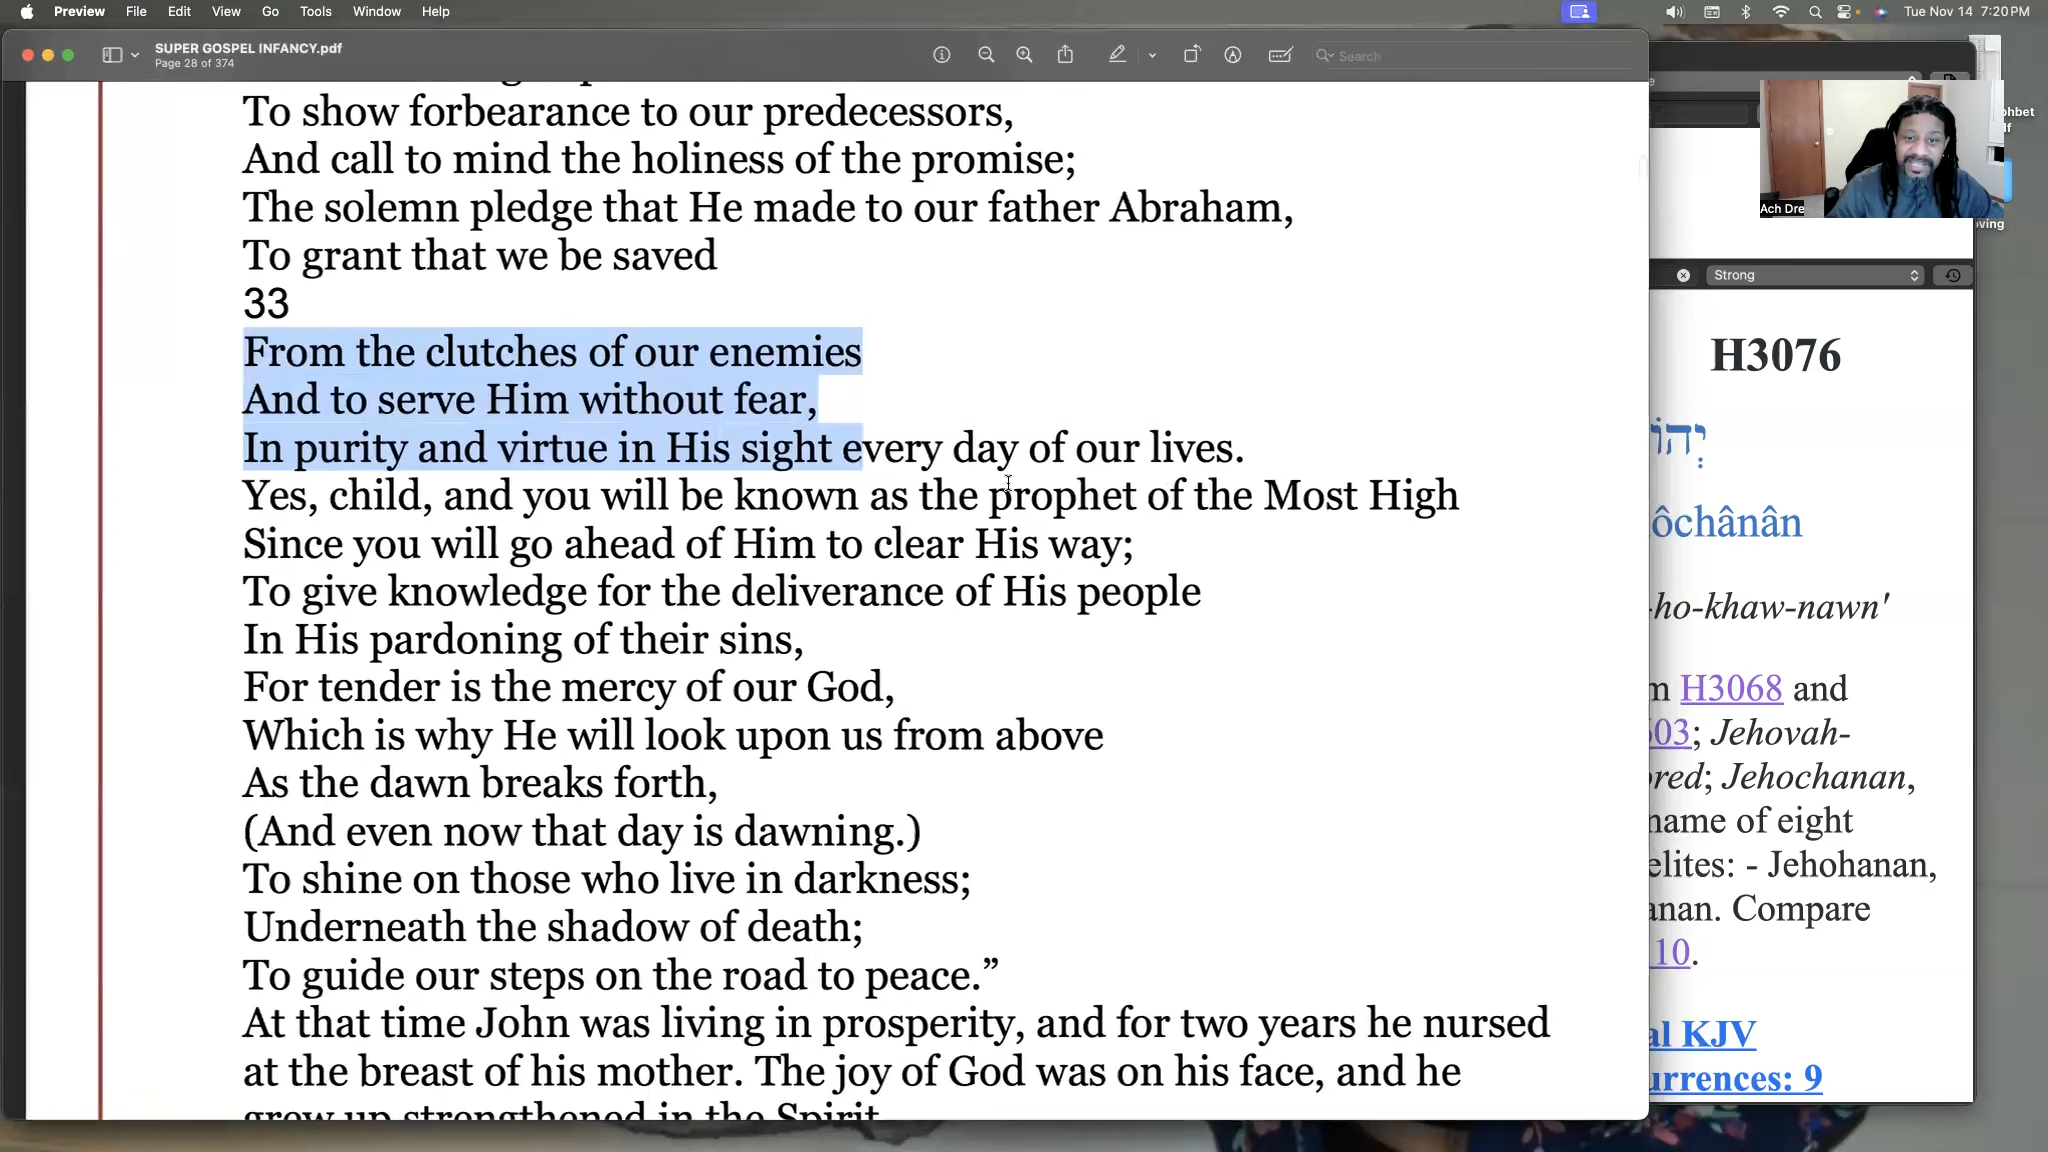 Preview File Edit View Go Tools Window Help
Tue Nov 14 7:20 PM
SUPER GOSPEL INFANCY.pdf
Page 28 of 374
Search
To show forbearance to our predecessors,
And call to mind the holiness of the promise;
The solemn pledge that He made to our father Abraham,
To grant that we be saved
33
From the clutches of our enemies
And to serve Him without fear,
In purity and virtue in His sight every day of our lives.
Yes, child, and you will be known as the prophet of the Most High
Since you will go ahead of Him to clear His way;
To give knowledge for the deliverance of His people
In His pardoning of their sins,
For tender is the mercy of our God,
Which is why He will look upon us from above
As the dawn breaks forth,
(And even now that day is dawning.)
To shine on those who live in darkness;
Underneath the shadow of death;
To guide our steps on the road to peace.”
At that time John was living in prosperity, and for two years he nursed
at the breast of his mother. The joy of God was on his face, and he
grew up strengthened in the Spirit
Ach Dre
Strong
H3076
יְהוֹ
ôchânân
-ho-khaw-nawn'
H3068 and
03; Jehovah-
ored; Jehochanan,
name of eight
elites: - Jehohanan,
anan. Compare
10.
al KJV
urrences: 9